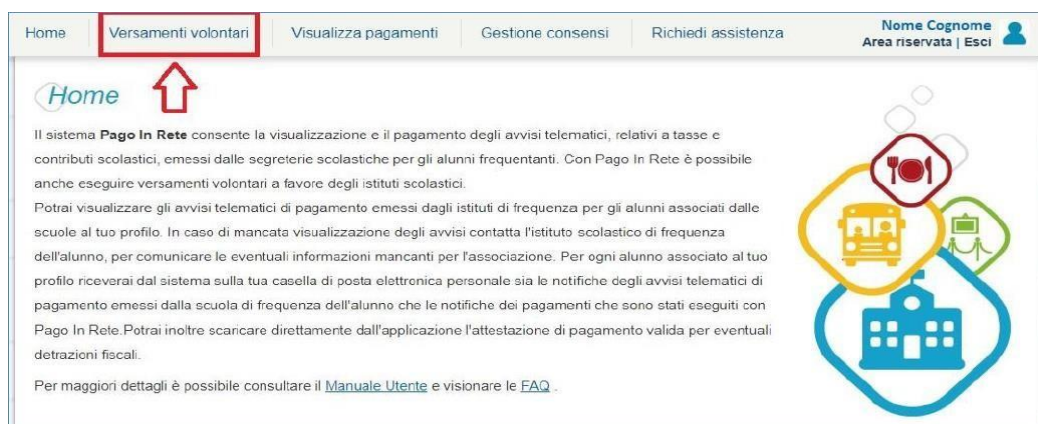 Home Versamenti volontari Visualizza pagamenti Gestione consensi Richiedi assistenza Nome Cognome
Area riservata | Esci
Home
Il sistema Pago In Rete consente la visualizzazione e il pagamento degli avvisi telematici, relativi a tasse e
contributi scolastici, emessi dalle segreterie scolastiche per gli alunni frequentanti. Con Pago In Rete è possibile
anche eseguire versamenti volontari a favore degli istituti scolastici.
Potrai visualizzare gli avvisi telematici di pagamento emessi dagli istituti di frequenza per gli alunni associati dalle
scuole al tuo profilo. In caso di mancata visualizzazione degli avvisi contatta l'istituto scolastico di frequenza
dell'alunno, per comunicare le eventuali informazioni mancanti per l'associazione. Per ogni alunno associato al tuo
profilo riceverai dal sistema sulla tua casella di posta elettronica personale sia le notifiche degli avvisi telematici di
pagamento emessi dalla scuola di frequenza dell'alunno che le notifiche dei pagamenti che sono stati eseguiti con
Pago In Rete.Potrai inoltre scaricare direttamente dall'applicazione l'attestazione di pagamento valida per eventuali
detrazioni fiscali.
Per maggiori dettagli è possibile consultare il Manuale Utente e visionare le FAQ .